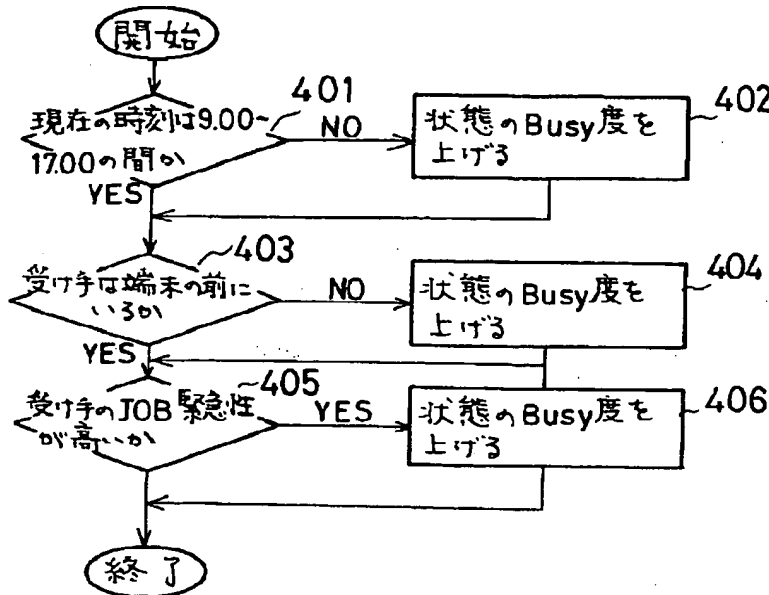 開始
現在の時刻は9.00~
17.00の間か
401
NO
状態のBusy度を
上げる
402
YES
403
受け手は端末の前に
いるか
NO
状態のBusy度を
上げる
404
YES
405
受け手のJOB緊急性
が高いか
YES
状態のBusy度を
上げる
406
終了